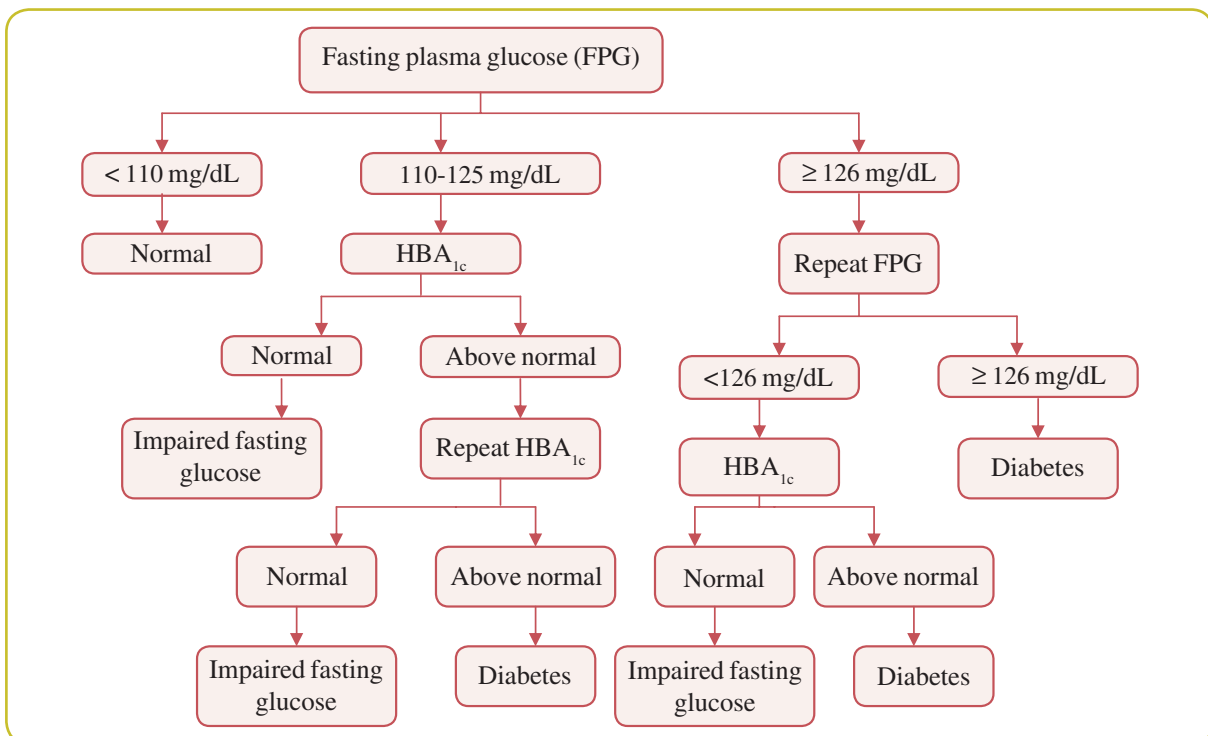 Fasting plasma glucose (FPG)
< 110 mg/dL
110-125 mg/dL
≥ 126 mg/dL
Normal
HBA1c
Repeat FPG
Normal
Above normal
<126 mg/dL
≥ 126 mg/dL
Impaired fasting
glucose
Repeat HBA1c
HBA1c
Diabetes
Normal
Above normal
Normal
Above normal
Impaired fasting
glucose
Diabetes
Impaired fasting
glucose
Diabetes